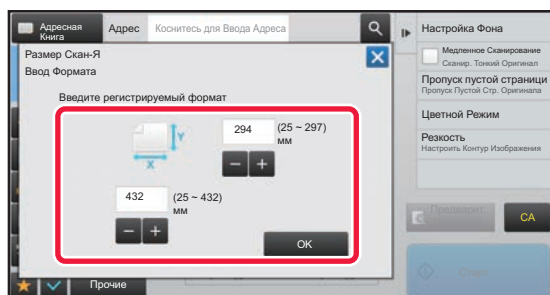 Адресная
Книга
Адрес
Коснитесь для Ввода Адреса
Размер Скан-Я
Ввод Формата
Введите регистрируемый формат
Y
X
294
(25 ~ 297)
мм
− +
432
(25 ~ 432)
мм
− +
OK
Прочие
Настройка Фона
Медленное Сканирование
Сканир. Тонкий Оригинал
Пропуск пустой страници
Пропуск Пустой Стр. Оригинала
Цветной Режим
Резкость
Настроить Контур Изображения
Предварит.
CA
Старт